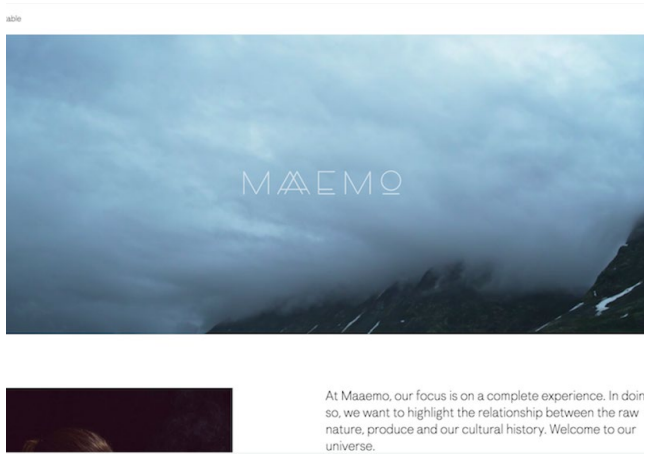 able
MAAEMO
At Maaemo, our focus is on a complete experience. In doin
so, we want to highlight the relationship between the raw
nature, produce and our cultural history. Welcome to our
universe.